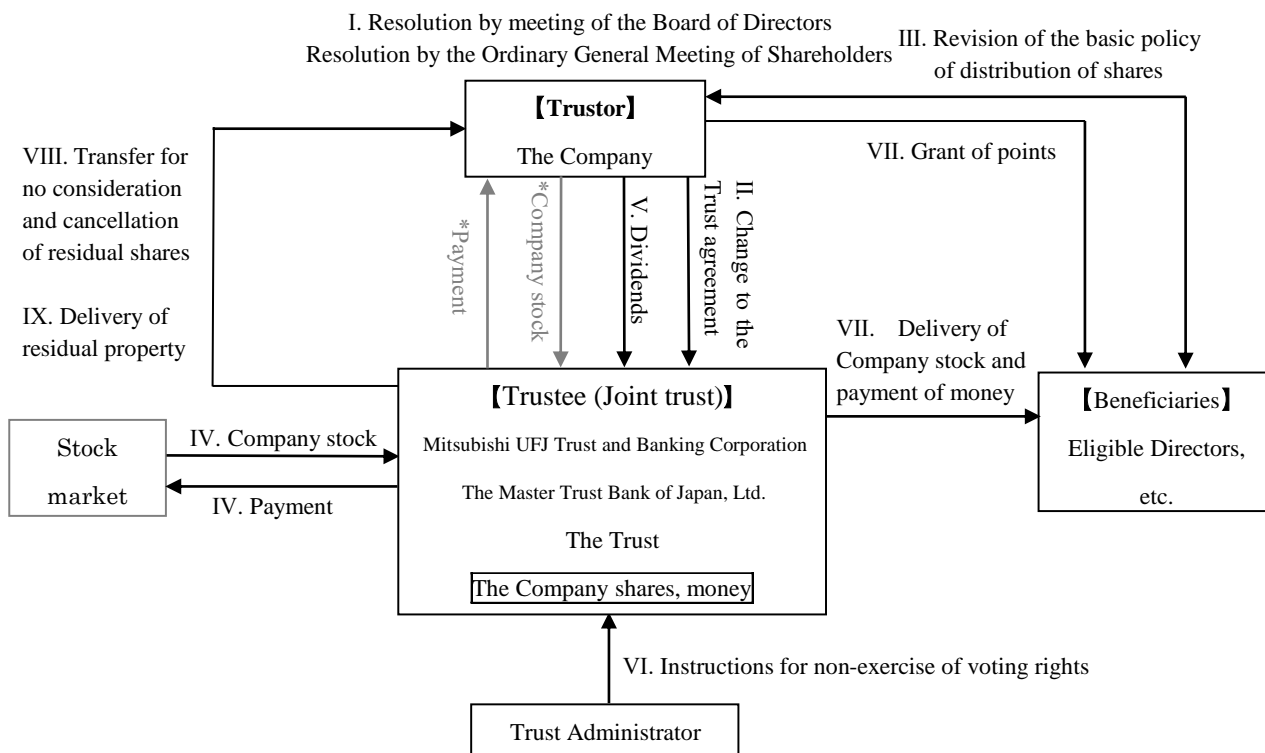 I. Resolution by meeting of the Board of Directors
Resolution by the Ordinary General Meeting of Shareholders
III. Revision of the basic policy
of distribution of shares
【Trustor】
The Company
VII. Grant of points
VIII. Transfer for
no consideration
and cancellation
of residual shares
*Payment
*Company stock
V. Dividends
II. Change to the
Trust agreement
IX. Delivery of
residual property
VII. Delivery of
Company stock and
payment of money
【Trustee (Joint trust)】
Mitsubishi UFJ Trust and Banking Corporation
The Master Trust Bank of Japan, Ltd.
The Trust
The Company shares, money
【Beneficiaries】
Eligible Directors,
etc.
Stock
market
IV. Company stock
IV. Payment
VI. Instructions for non-exercise of voting rights
Trust Administrator